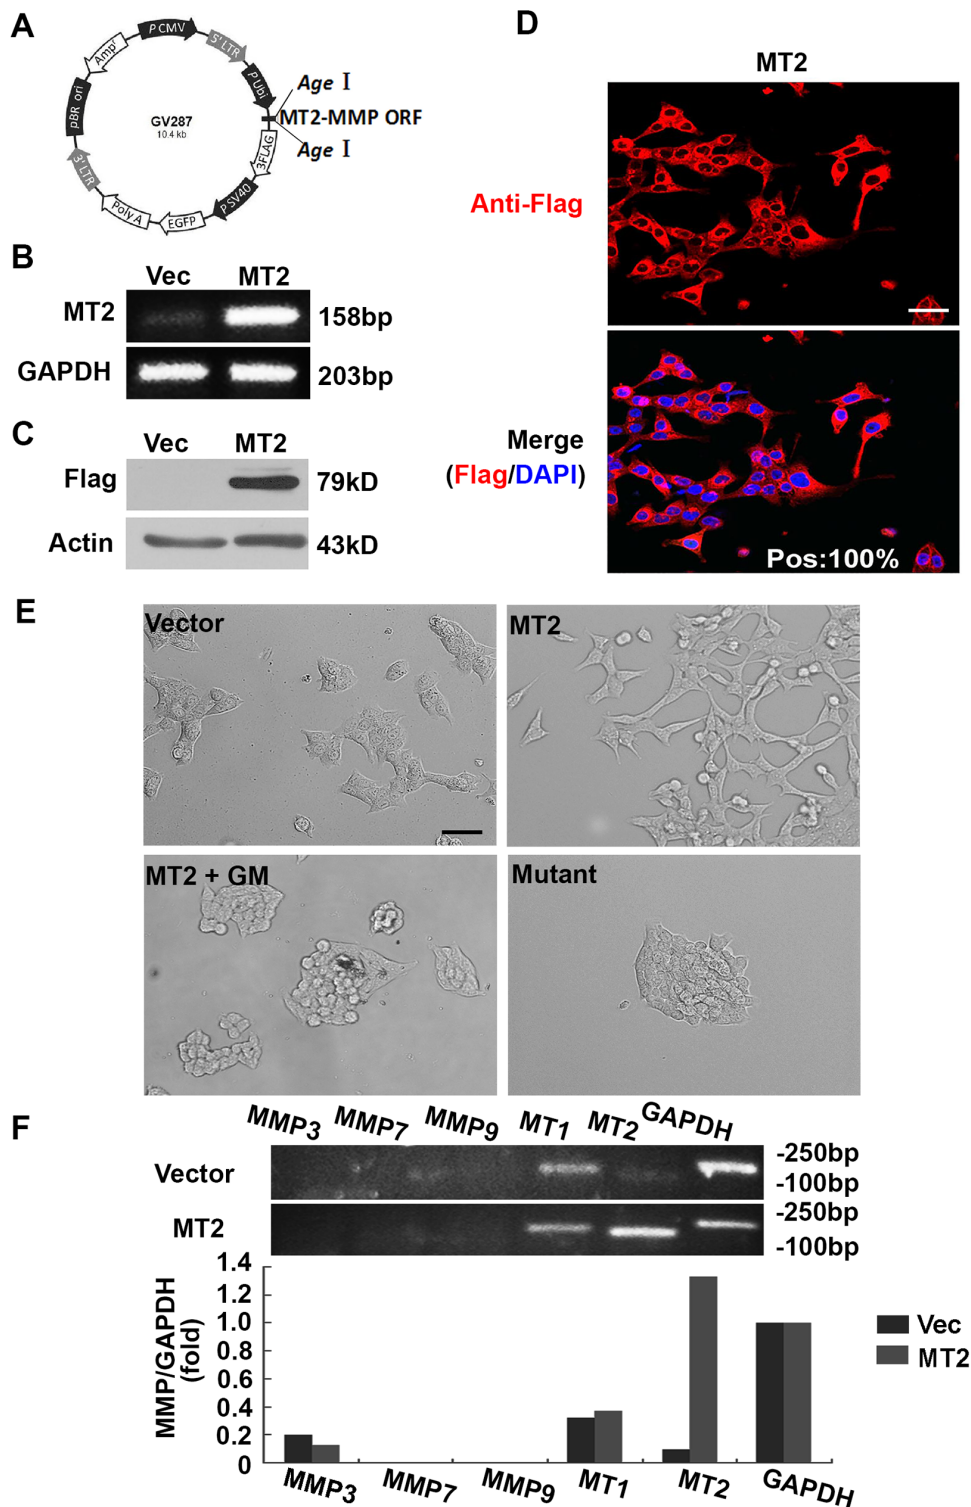 A
P CMV
5' LTR
P Ubi
Age I
MT2-MMP ORF
Age I
3FLAG
P SV40
EGFP
Poly A
3' LTR
pBR ori
Amp r
GV287
10.4 kb
B
Vec MT2
MT2 158bp
GAPDH 203bp
C
Vec MT2
Flag 79kD
Actin 43kD
D
MT2
Anti-Flag
Merge
(Flag/DAPI)
Pos:100%
E
Vector
MT2
MT2 + GM
Mutant
F
MMP3 MMP7 MMP9 MT1 MT2 GAPDH
Vector
-250bp
-100bp
MT2
-250bp
-100bp
MMP/GAPDH
(fold)
1.4
1.2
1.0
0.8
0.6
0.4
0.2
0
MMP3 MMP7 MMP9 MT1 MT2 GAPDH
Vec
MT2